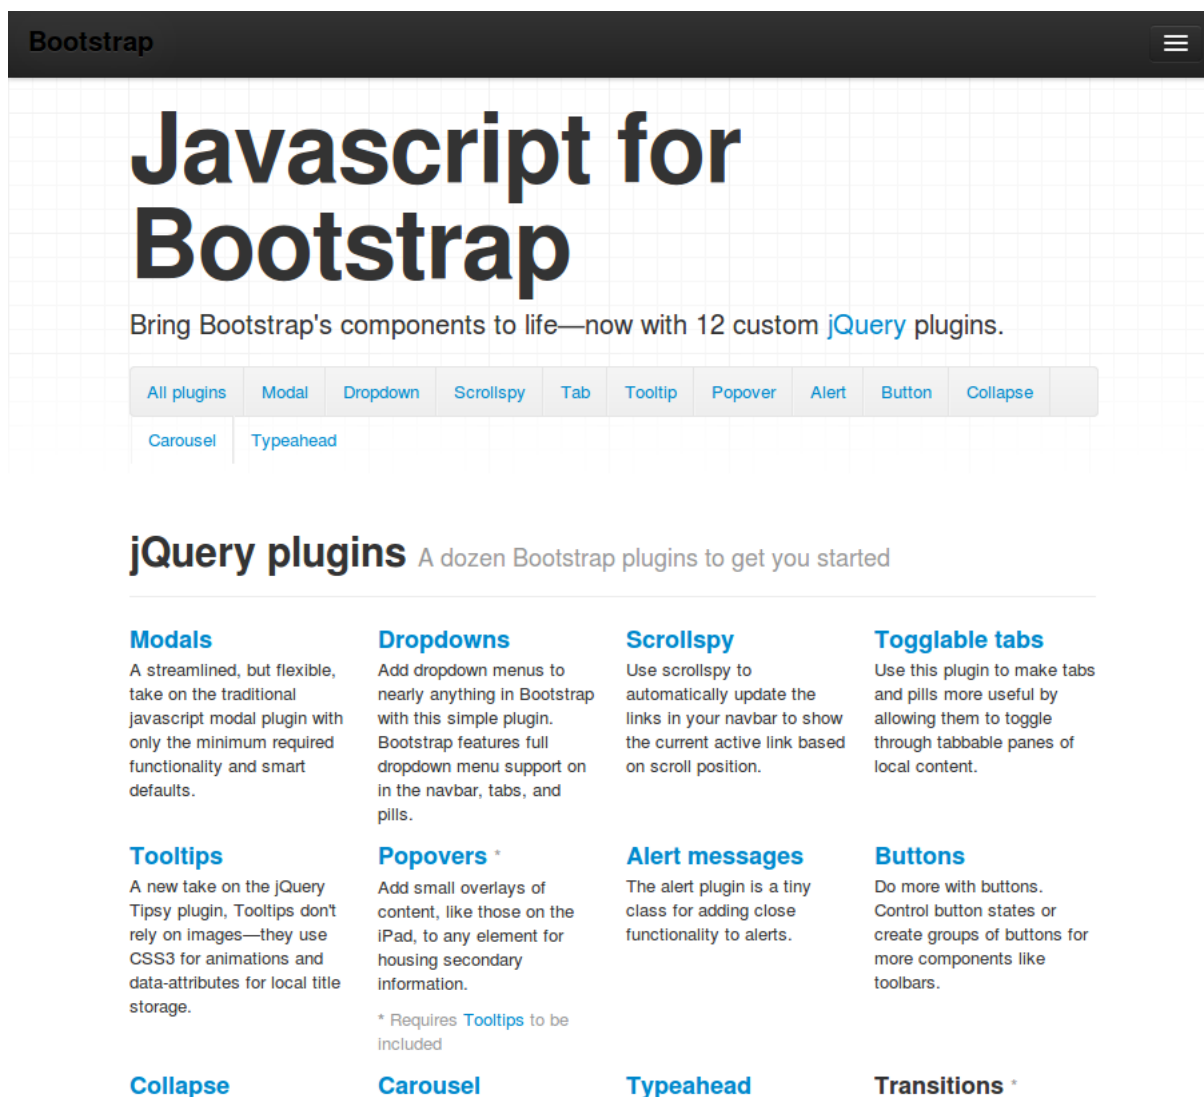 Bootstrap
Javascript for
Bootstrap
Bring Bootstrap's components to life—now with 12 custom jQuery plugins.
All plugins Modal Dropdown Scrollspy Tab Tooltip Popover Alert Button Collapse
Carousel Typeahead
jQuery plugins A dozen Bootstrap plugins to get you started
Modals
A streamlined, but flexible,
take on the traditional
javascript modal plugin with
only the minimum required
functionality and smart
defaults.
Dropdowns
Add dropdown menus to
nearly anything in Bootstrap
with this simple plugin.
Bootstrap features full
dropdown menu support on
in the navbar, tabs, and
pills.
Scrollspy
Use scrollspy to
automatically update the
links in your navbar to show
the current active link based
on scroll position.
Togglable tabs
Use this plugin to make tabs
and pills more useful by
allowing them to toggle
through tabbable panes of
local content.
Tooltips
A new take on the jQuery
Tipsy plugin, Tooltips don't
rely on images—they use
CSS3 for animations and
data-attributes for local title
storage.
Popovers *
Add small overlays of
content, like those on the
iPad, to any element for
housing secondary
information.
* Requires Tooltips to be
included
Alert messages
The alert plugin is a tiny
class for adding close
functionality to alerts.
Buttons
Do more with buttons.
Control button states or
create groups of buttons for
more components like
toolbars.
Collapse
Carousel
Typeahead
Transitions *